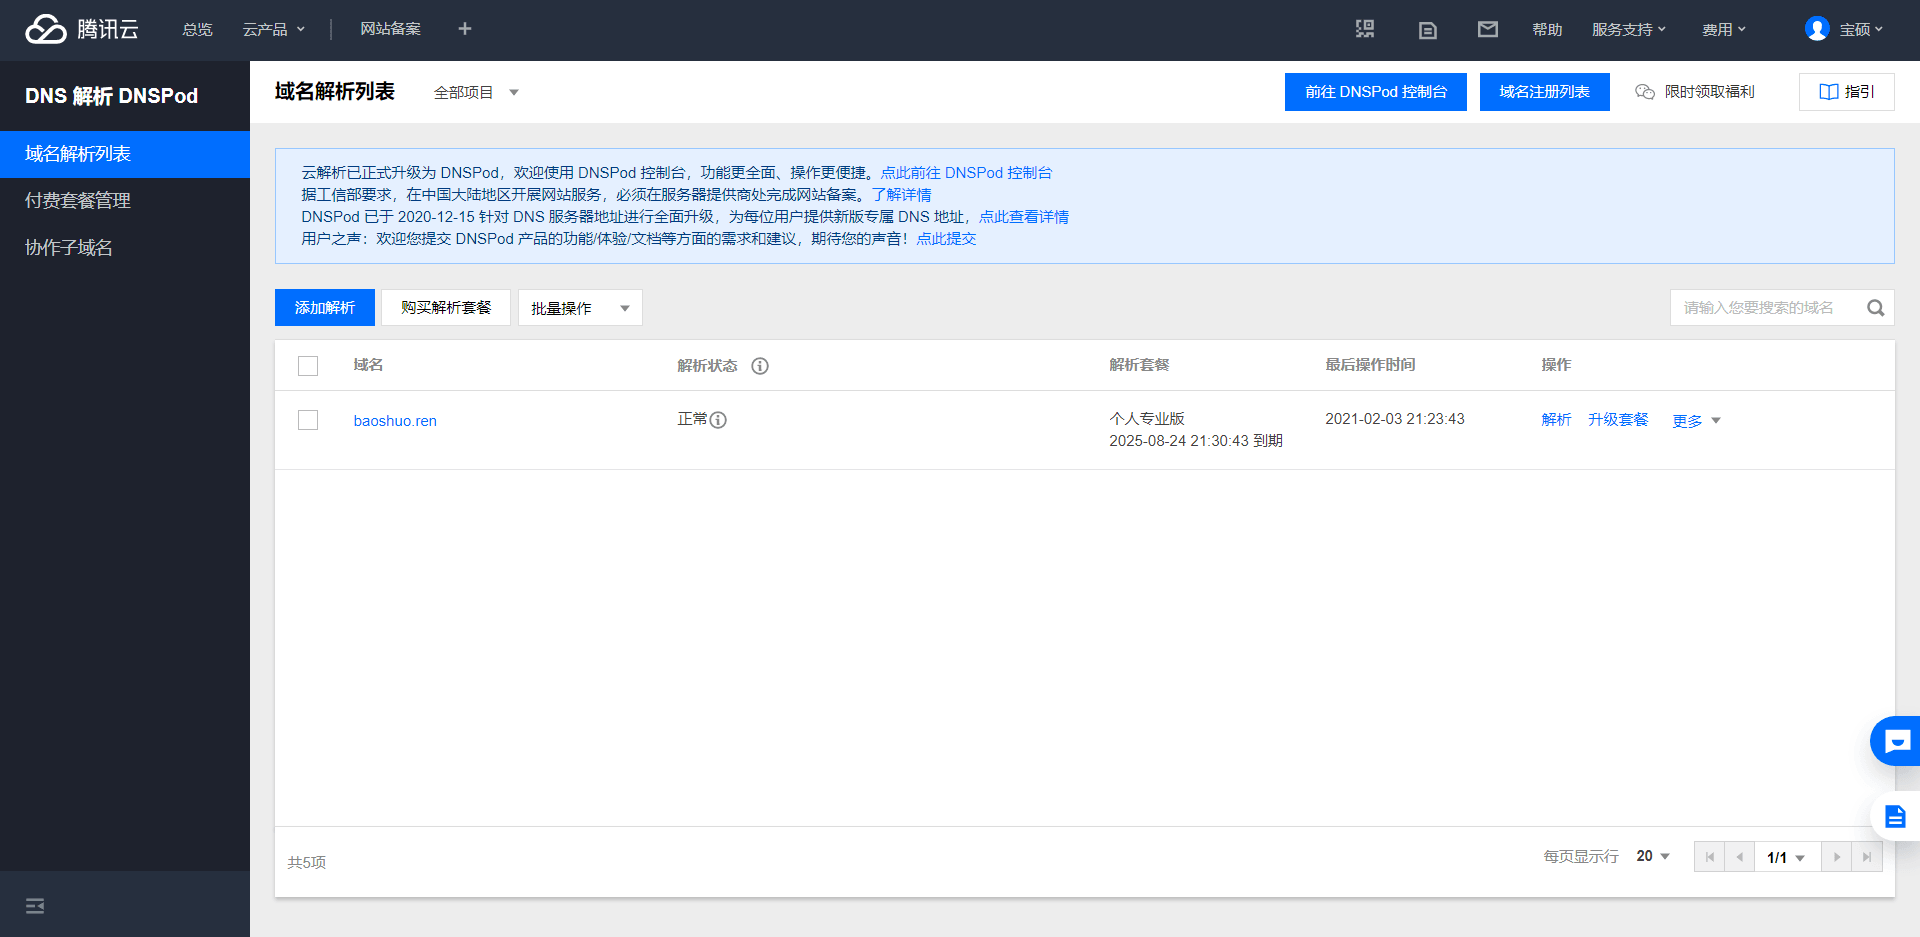 腾讯云 总览 云产品 网站备案 帮助 服务支持 费用 宝硕
DNS 解析 DNSPod
域名解析列表
付费套餐管理
协作子域名
域名解析列表 全部项目 前往 DNSPod 控制台 域名注册列表 限时领取福利 指引
云解析已正式升级为 DNSPod，欢迎使用 DNSPod 控制台，功能更全面、操作更便捷。点此前往 DNSPod 控制台
据工信部要求，在中国大陆地区开展网站服务，必须在服务器提供商处完成网站备案。了解详情
DNSPod 已于 2020-12-15 针对 DNS 服务器地址进行全面升级，为每位用户提供新版专属 DNS 地址，点此查看详情
用户之声：欢迎您提交 DNSPod 产品的功能/体验/文档等方面的需求和建议，期待您的声音！点此提交
添加解析 购买解析套餐 批量操作 请输入您要搜索的域名
域名 解析状态 解析套餐 最后操作时间 操作
baoshuo.ren 正常 个人专业版 2021-02-03 21:23:43 解析 升级套餐 更多
2025-08-24 21:30:43 到期
共5项 每页显示行 20 1/1